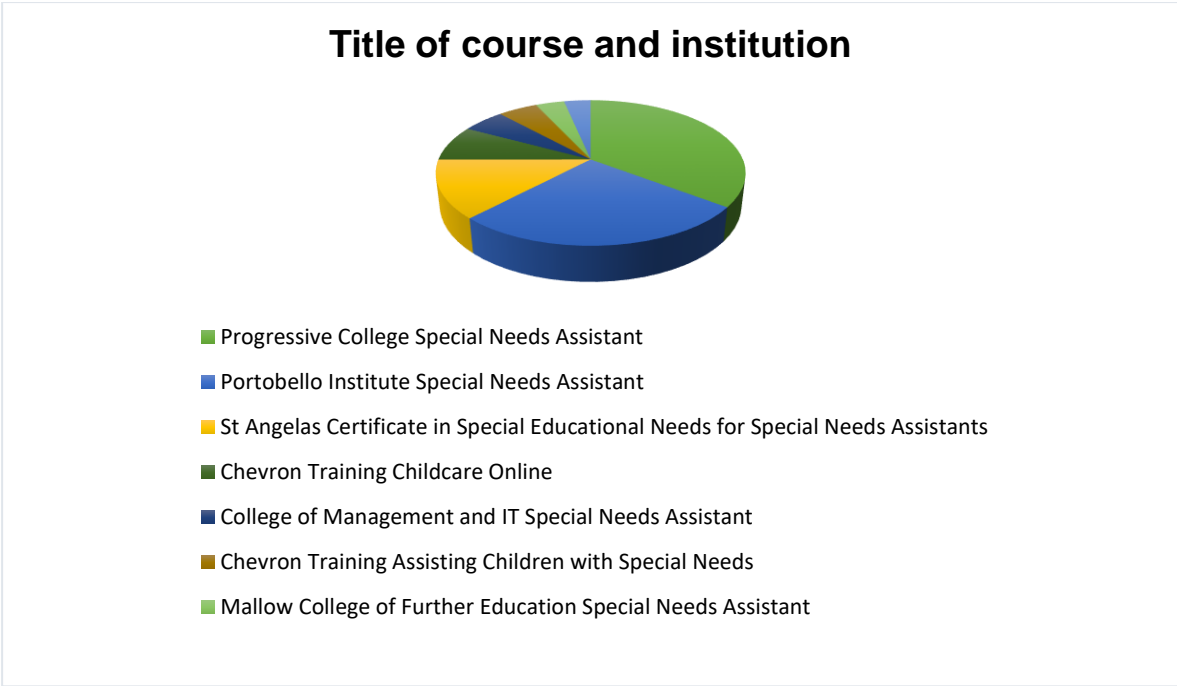 Title of course and institution
Progressive College Special Needs Assistant
Portobello Institute Special Needs Assistant
St Angelas Certificate in Special Educational Needs for Special Needs Assistants
Chevron Training Childcare Online
College of Management and IT Special Needs Assistant
Chevron Training Assisting Children with Special Needs
Mallow College of Further Education Special Needs Assistant